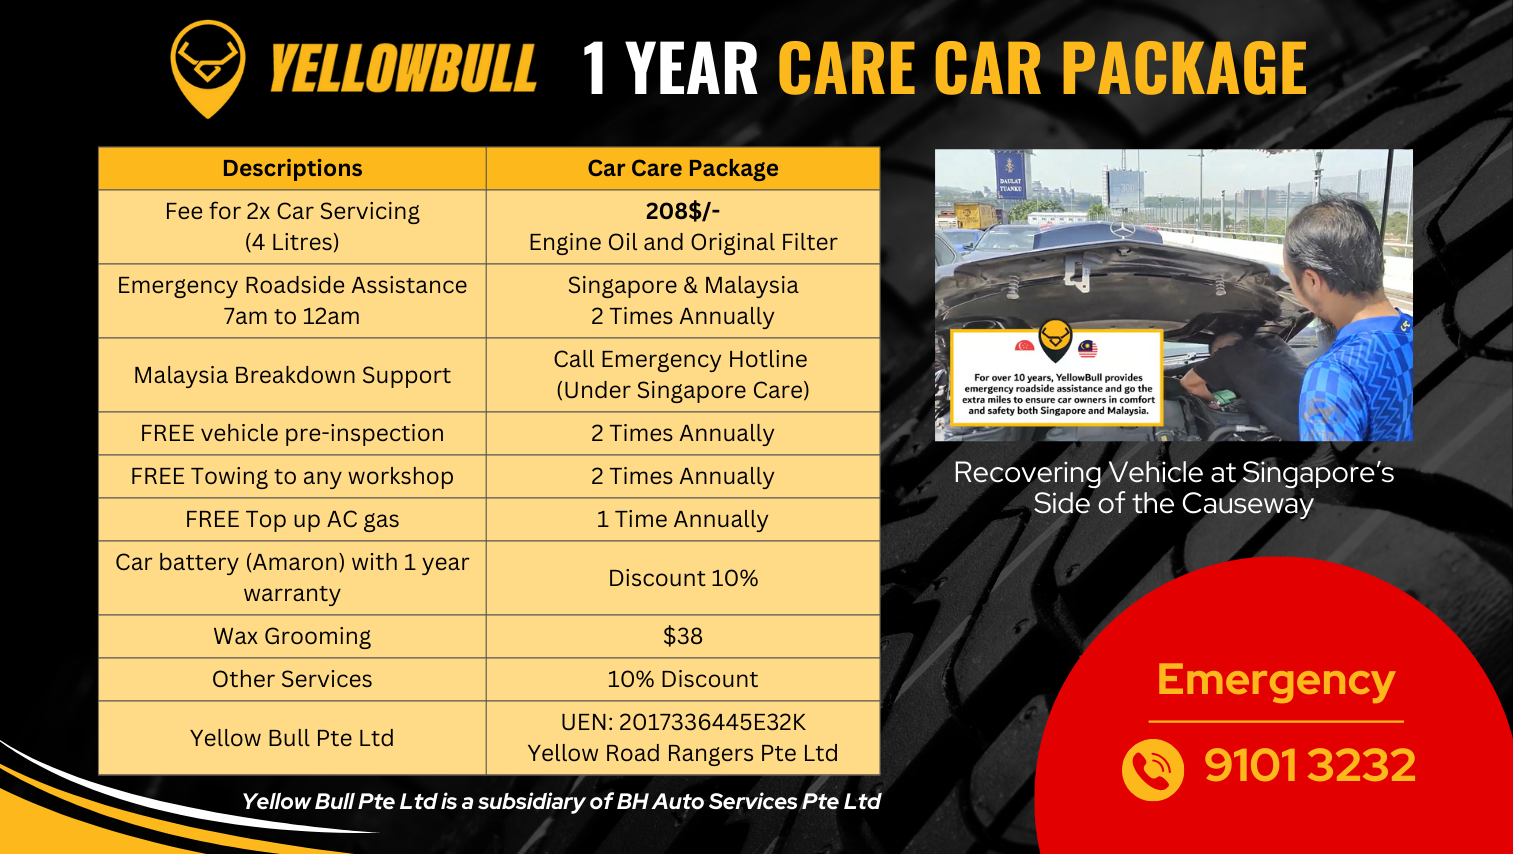 YELLOWBULL
1 YEAR CARE CAR PACKAGE
Descriptions
Car Care Package
Fee for 2x Car Servicing
(4 Litres)
208$/-
Engine Oil and Original Filter
Emergency Roadside Assistance
7am to 12am
Singapore & Malaysia
2 Times Annually
Malaysia Breakdown Support
Call Emergency Hotline
(Under Singapore Care)
FREE vehicle pre-inspection
2 Times Annually
FREE Towing to any workshop
2 Times Annually
FREE Top up AC gas
1 Time Annually
Car battery (Amaron) with 1 year
warranty
Discount 10%
Wax Grooming
$38
Other Services
10% Discount
Yellow Bull Pte Ltd
UEN: 2017336445E32K
Yellow Road Rangers Pte Ltd
Yellow Bull Pte Ltd is a subsidiary of BH Auto Services Pte Ltd
DAULAT
TUANKU
For over 10 years, YellowBull provides
emergency roadside assistance and go the
extra miles to ensure car owners in comfort
and safety both Singapore and Malaysia.
Recovering Vehicle at Singapore's
Side of the Causeway
Emergency
9101 3232